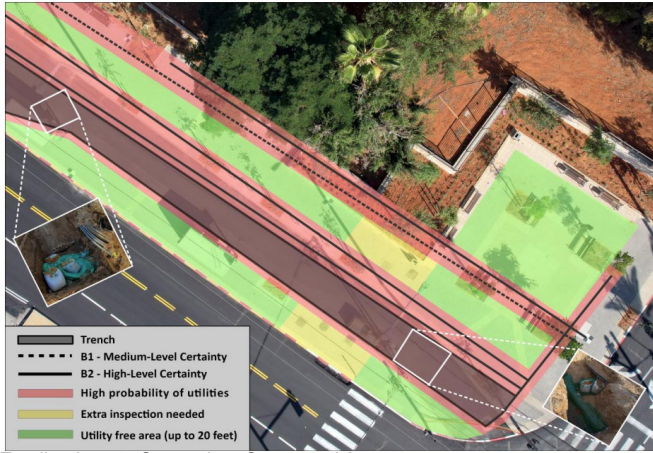 Trench
B1 - Medium-Level Certainty
B2 - High-Level Certainty
High probability of utilities
Extra inspection needed
Utility free area (up to 20 feet)